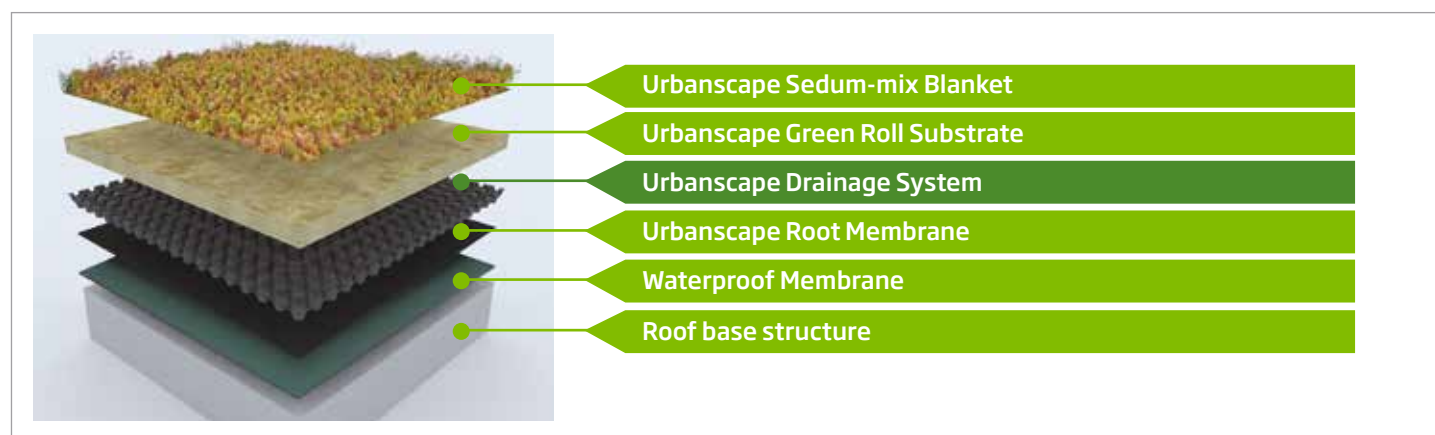 Urbanscape Sedum-mix Blanket
Urbanscape Green Roll Substrate
Urbanscape Drainage System
Urbanscape Root Membrane
Waterproof Membrane
Roof base structure